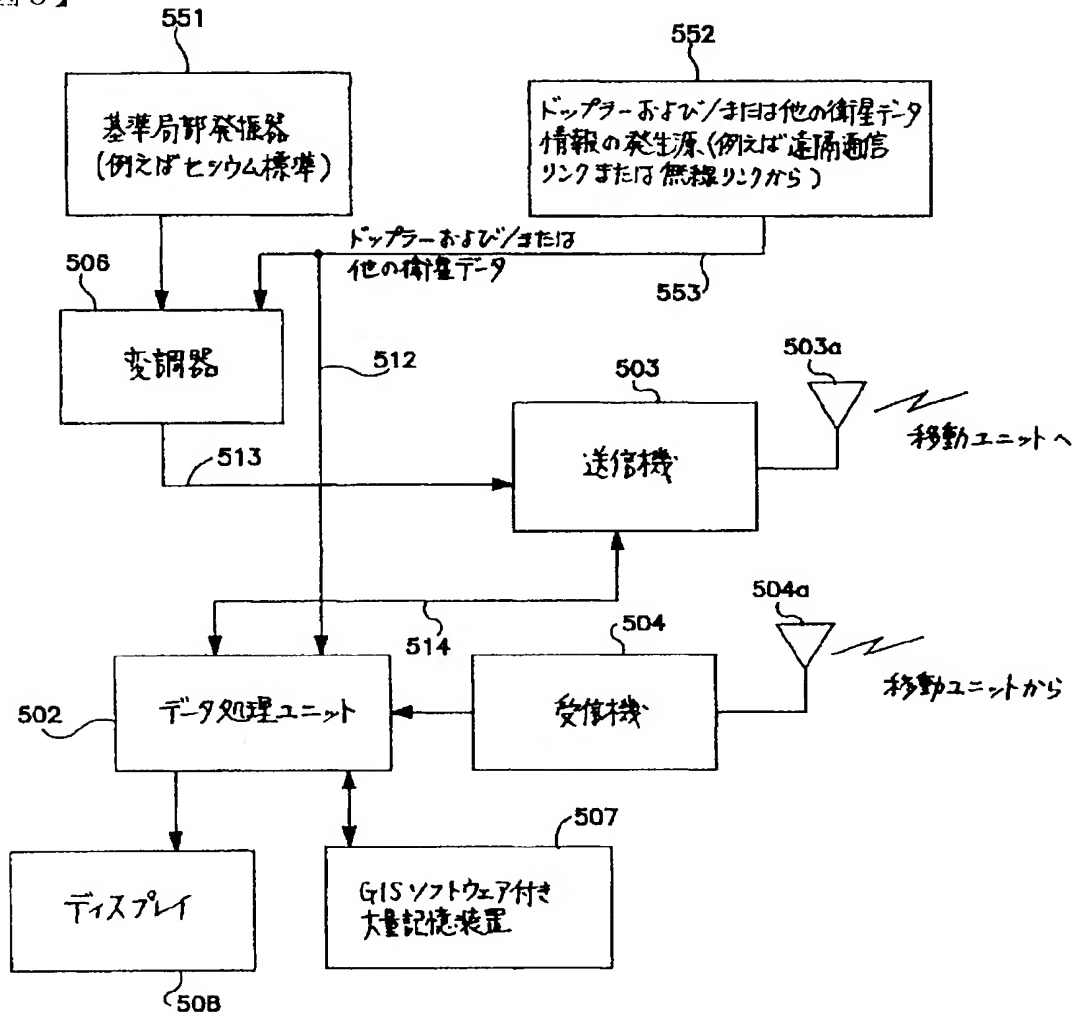 551
552
基準局部発振器
(例えばセシウム標準)
ドップラーおよび/または他の衛星データ
情報の発生源、(例えば遠隔通信
リンクまたは無線リンクから)
ドップラーおよび/または
他の衛星データ
553
506
変調器
512
503
503a
送信機
移動ユニットへ
513
514
504
504a
502
データ処理ユニット
受信機
移動ユニットから
507
ディスプレイ
GISソフトウェア付き
大量記憶装置
508